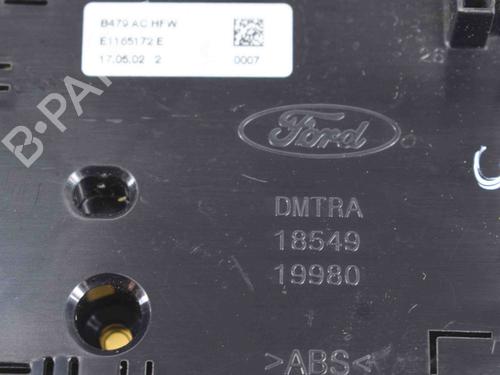 B479 AC HFW
E1165172 E
17.05.02 2
0007
Ford
DMTRA
18549
19980
>ABS<
B-PA